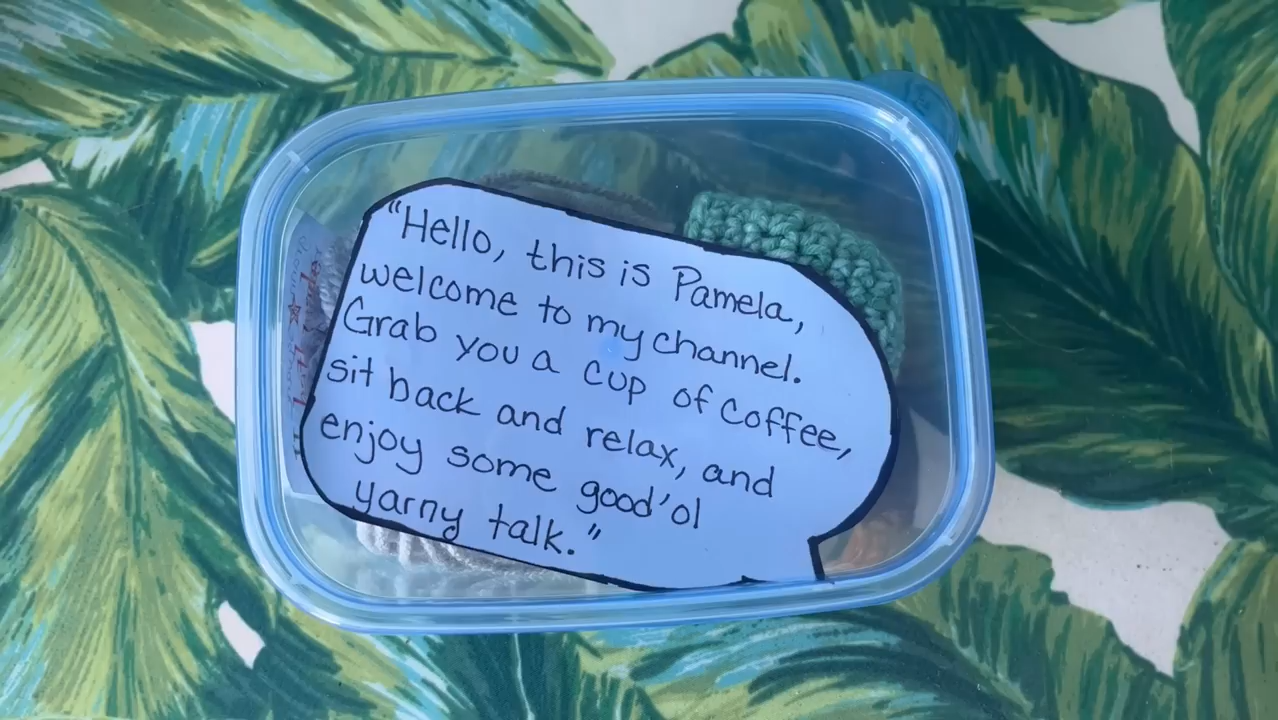 "Hello, this is Pamela,
welcome to my channel.
Grab you a cup of coffee,
sit back and relax, and
enjoy some good'ol
yarny talk."